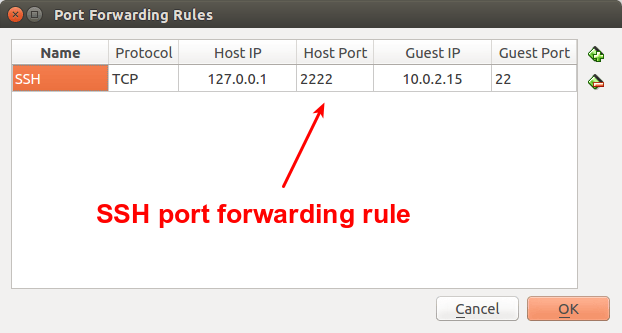 Port Forwarding Rules
Name Protocol Host IP Host Port Guest IP Guest Port
SSH TCP 127.0.0.1 2222 10.0.2.15 22
SSH port forwarding rule
Cancel OK